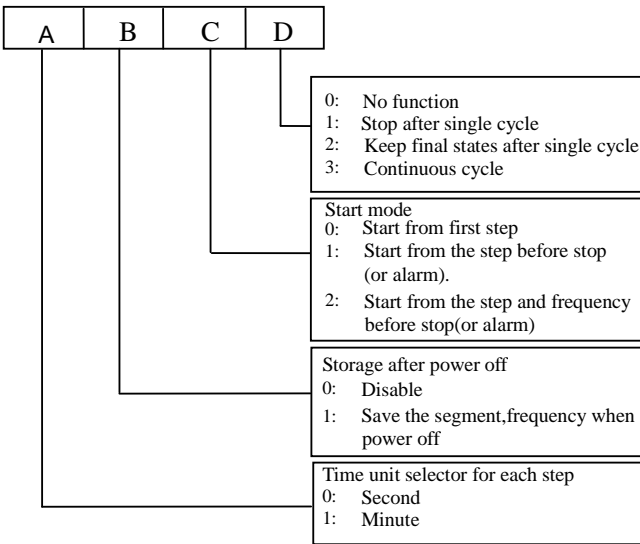 A B C D
0: No function
1: Stop after single cycle
2: Keep final states after single cycle
3: Continuous cycle
Start mode
0: Start from first step
1: Start from the step before stop
(or alarm).
2: Start from the step and frequency
before stop(or alarm)
Storage after power off
0: Disable
1: Save the segment,frequency when
power off
Time unit selector for each step
0: Second
1: Minute